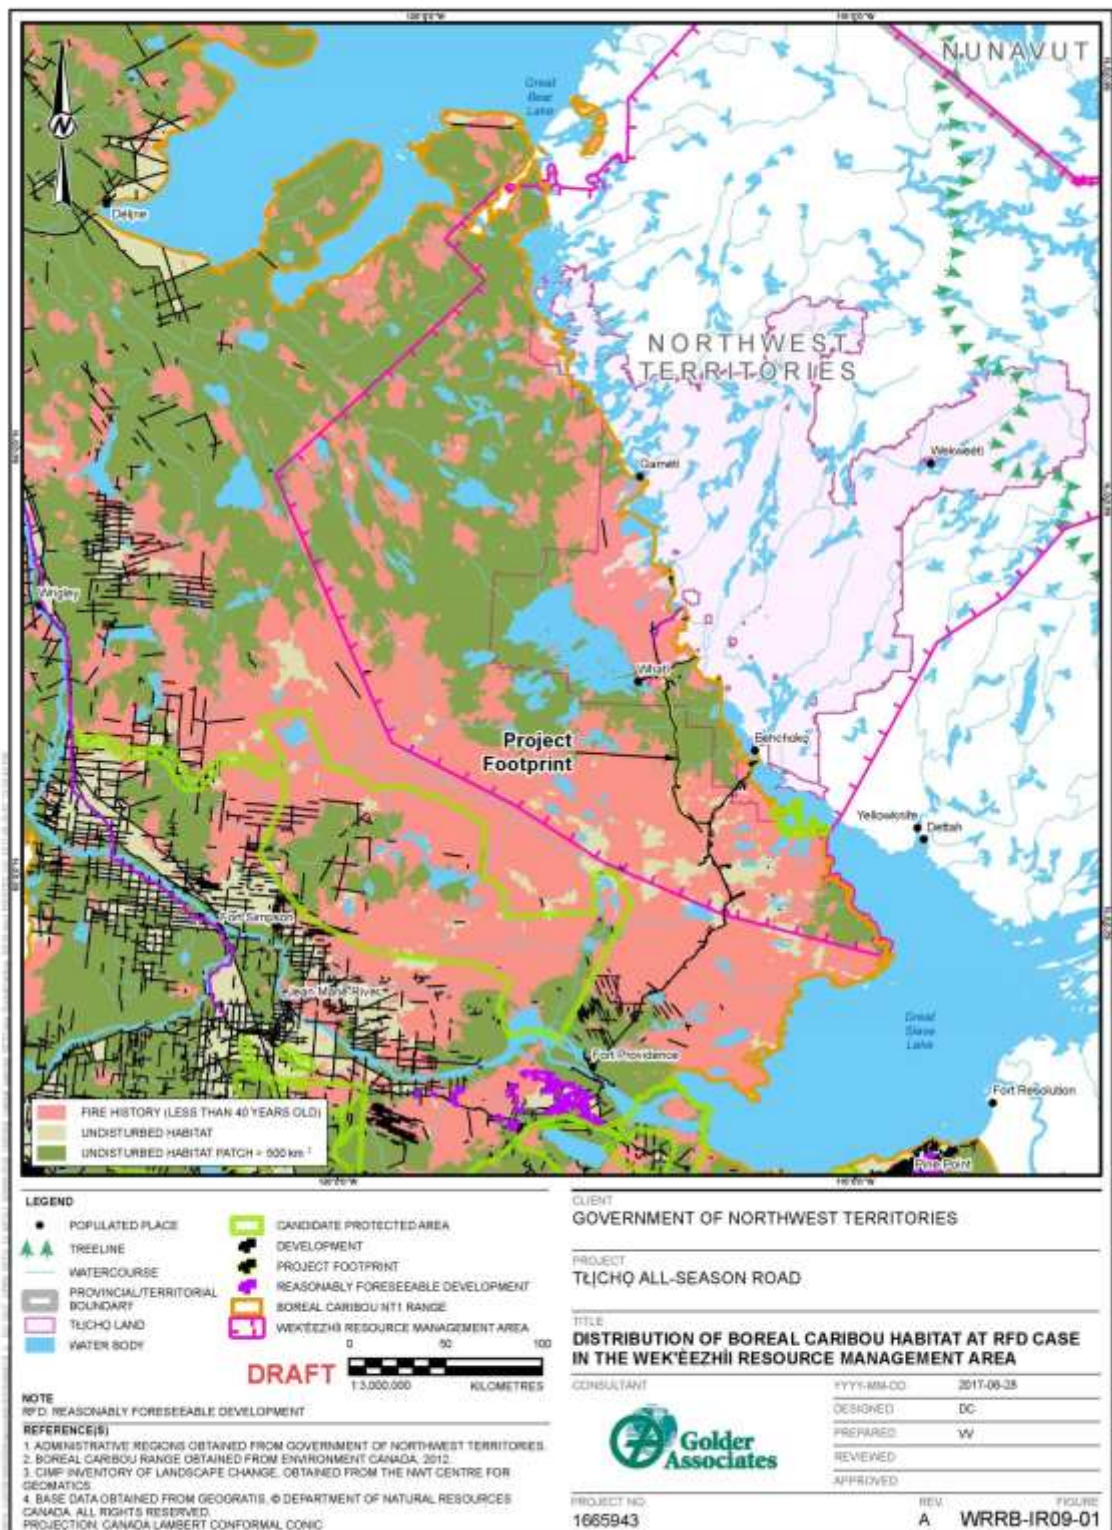 Great
Bear
Lake
NUNAVUT
Déline
NORTHWEST
TERRITORIES
Gamètì
Wekweètì
Wrigley
Whatì
Project
Footprint
Behchokǫ̀
Yellowknife
Dettah
Fort Simpson
Jean Marie River
Great
Slave
Lake
Fort Providence
Fort Resolution
Pine Point
FIRE HISTORY (LESS THAN 40 YEARS OLD)
UNDISTURBED HABITAT
UNDISTURBED HABITAT PATCH > 500 km ²
LEGEND
POPULATED PLACE
TREELINE
WATERCOURSE
PROVINCIAL/TERRITORIAL
BOUNDARY
TŁĮCHǪ LAND
WATER BODY
CANDIDATE PROTECTED AREA
DEVELOPMENT
PROJECT FOOTPRINT
REASONABLY FORESEEABLE DEVELOPMENT
BOREAL CARIBOU NT1 RANGE
WEK'ÈEZHÌI RESOURCE MANAGEMENT AREA
DRAFT
0 50 100
1:3,000,000 KILOMETRES
NOTE
RFD: REASONABLY FORESEEABLE DEVELOPMENT
REFERENCE(S)
1. ADMINISTRATIVE REGIONS OBTAINED FROM GOVERNMENT OF NORTHWEST TERRITORIES.
2. BOREAL CARIBOU RANGE OBTAINED FROM ENVIRONMENT CANADA, 2012.
3. CIMP INVENTORY OF LANDSCAPE CHANGE, OBTAINED FROM THE NWT CENTRE FOR
GEOMATICS.
4. BASE DATA OBTAINED FROM GEOGRATIS, © DEPARTMENT OF NATURAL RESOURCES
CANADA. ALL RIGHTS RESERVED.
PROJECTION: CANADA LAMBERT CONFORMAL CONIC
CLIENT
GOVERNMENT OF NORTHWEST TERRITORIES
PROJECT
TŁĮCHǪ ALL-SEASON ROAD
TITLE
DISTRIBUTION OF BOREAL CARIBOU HABITAT AT RFD CASE
IN THE WEK'ÈEZHÌI RESOURCE MANAGEMENT AREA
CONSULTANT
Golder
Associates
YYYY-MM-DD 2017-06-28
DESIGNED DC
PREPARED VV
REVIEWED
APPROVED
PROJECT NO. REV. FIGURE
1665943 A WRRB-IR09-01